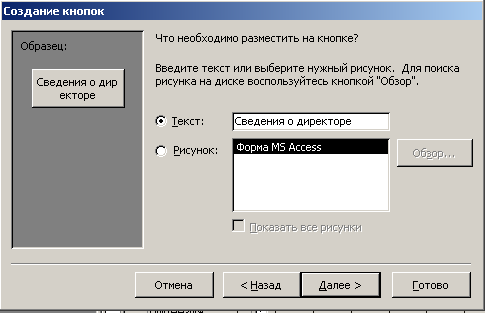 Создание кнопок
Образец:
Сведения о дир
екторе
Что необходимо разместить на кнопке?
Введите текст или выберите нужный рисунок. Для поиска
рисунка на диске воспользуйтесь кнопкой "Обзор".
Текст:
Сведения о директоре
Рисунок:
Форма MS Access
Обзор...
Показать все рисунки
Отмена
< Назад
Далее >
Готово